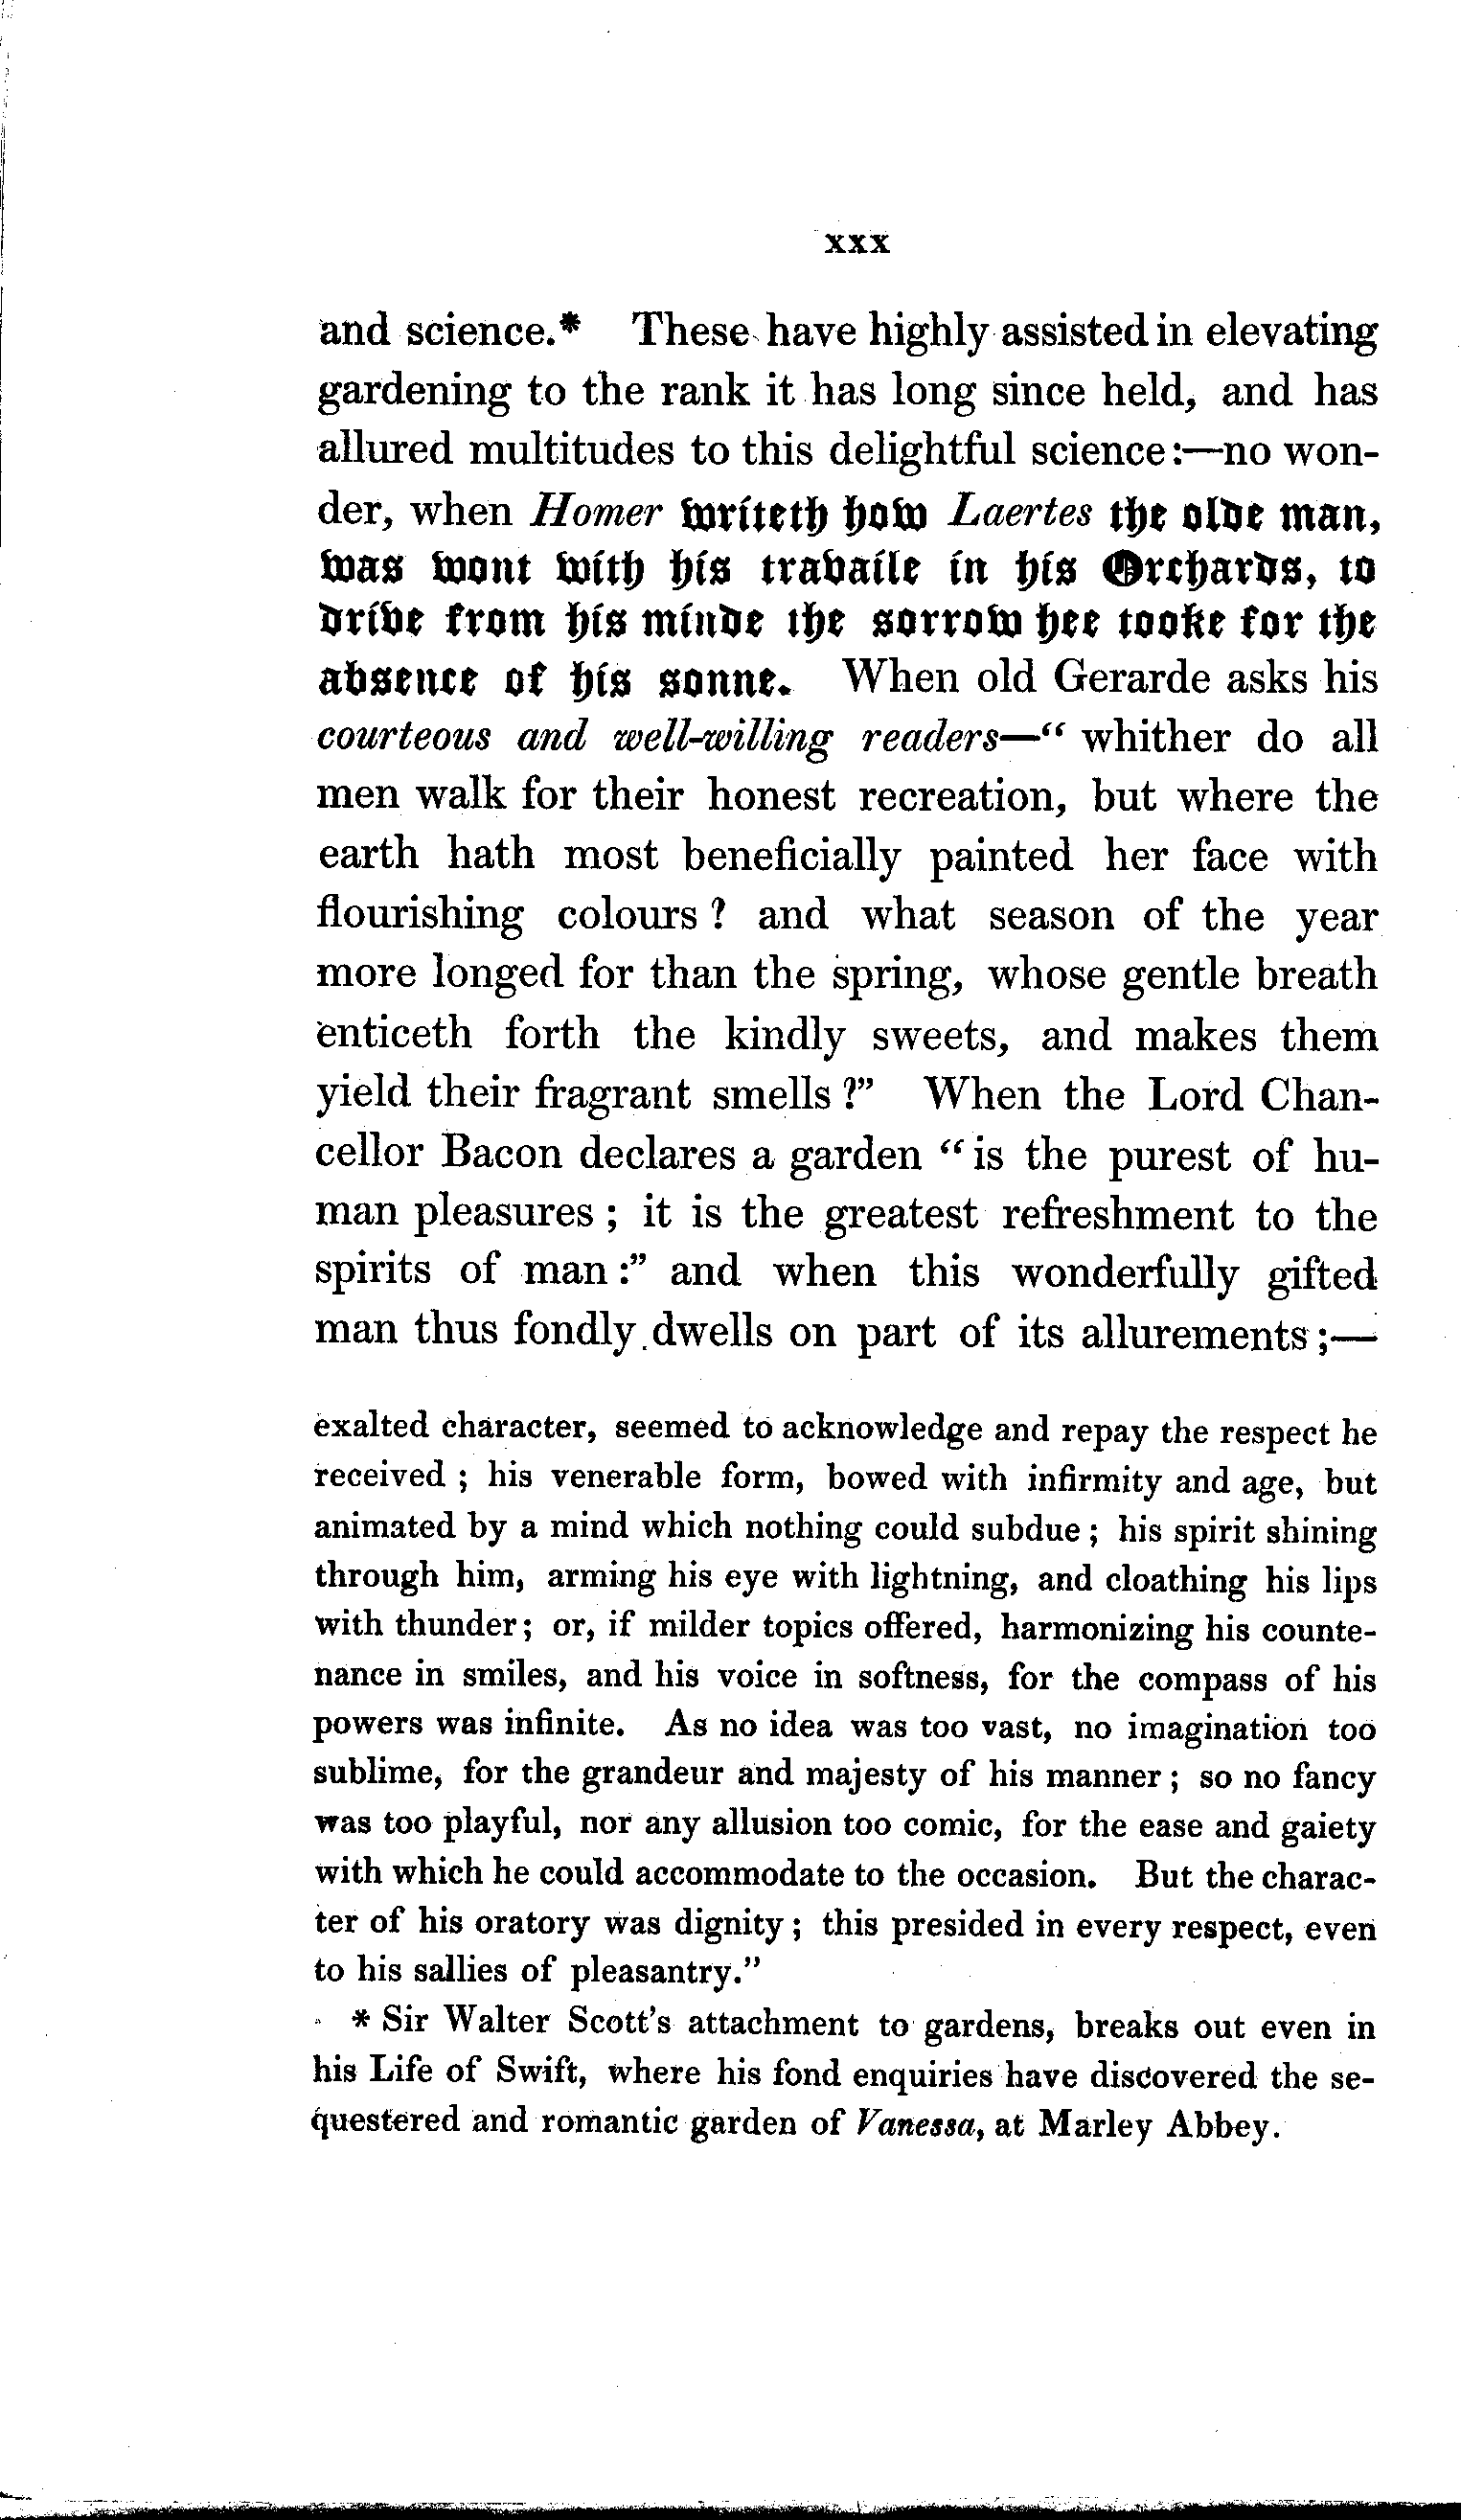 xxx
and science.* These have highly assisted in elevating
gardening to the rank it has long since held, and has
allured multitudes to this delightful science:—no won-
der, when Homer writeth how Laertes the olde man,
was wont with his travaile in his Orchards, to
drive from his minde the sorrow hee tooke for the
absence of his sonne. When old Gerarde asks his
courteous and well-willing readers—“ whither do all
men walk for their honest recreation, but where the
earth hath most beneficially painted her face with
flourishing colours ? and what season of the year
more longed for than the spring, whose gentle breath
enticeth forth the kindly sweets, and makes them
yield their fragrant smells ?” When the Lord Chan-
cellor Bacon declares a garden “ is the purest of hu-
man pleasures ; it is the greatest refreshment to the
spirits of man :” and when this wonderfully gifted
man thus fondly dwells on part of its allurements ;—
exalted character, seemed to acknowledge and repay the respect he
received ; his venerable form, bowed with infirmity and age, but
animated by a mind which nothing could subdue ; his spirit shining
through him, arming his eye with lightning, and cloathing his lips
with thunder ; or, if milder topics offered, harmonizing his counte-
nance in smiles, and his voice in softness, for the compass of his
powers was infinite. As no idea was too vast, no imagination too
sublime, for the grandeur and majesty of his manner ; so no fancy
was too playful, nor any allusion too comic, for the ease and gaiety
with which he could accommodate to the occasion. But the charac-
ter of his oratory was dignity ; this presided in every respect, even
to his sallies of pleasantry.”
* Sir Walter Scott's attachment to gardens, breaks out even in
his Life of Swift, where his fond enquiries have discovered the se-
questered and romantic garden of Vanessa, at Marley Abbey.